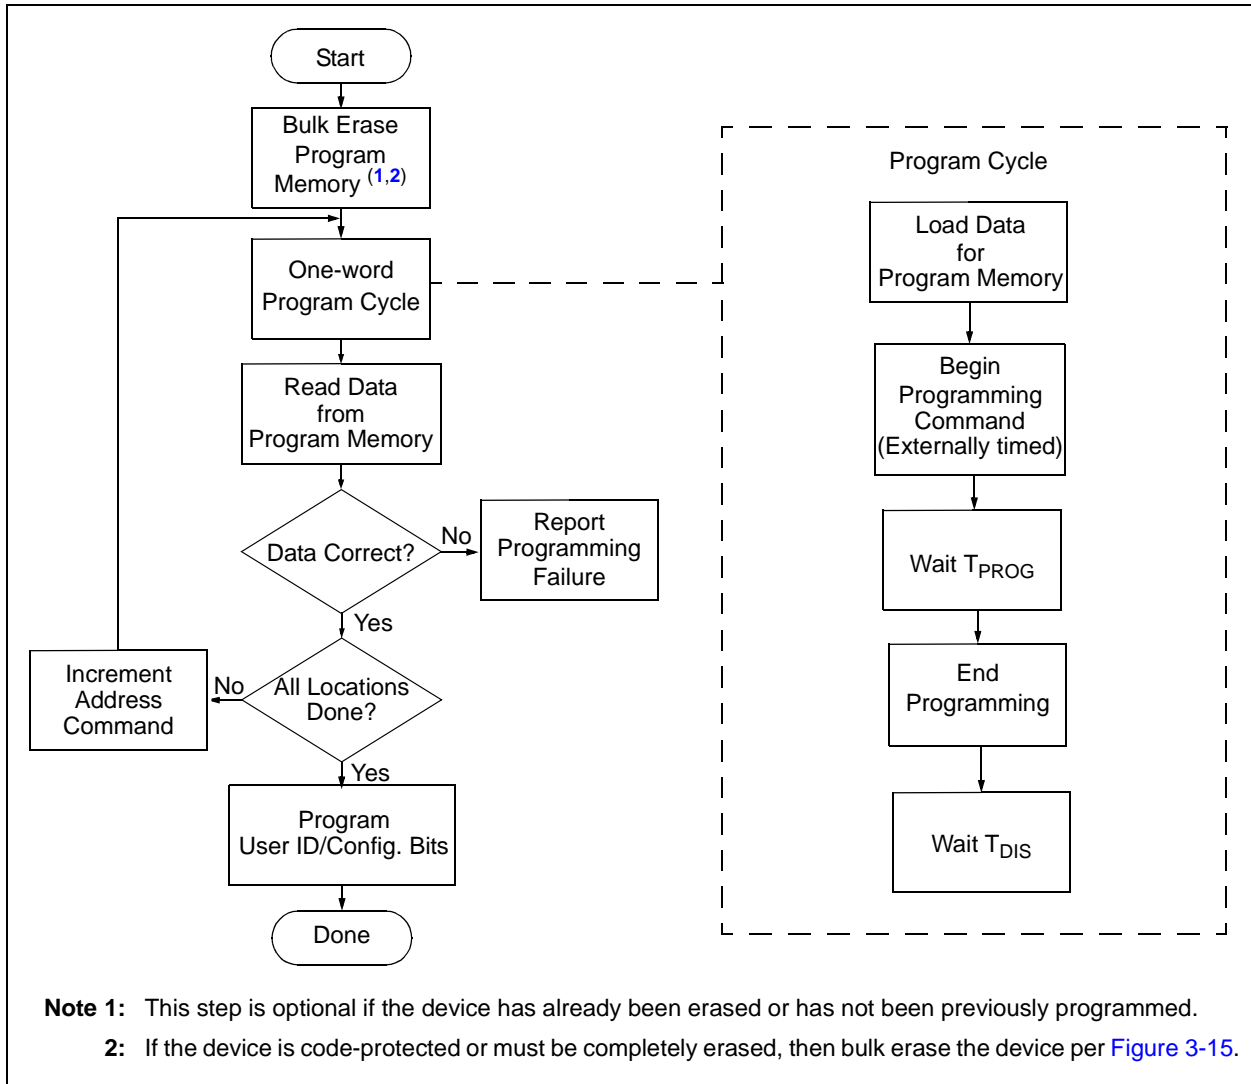 Start
Bulk Erase
Program
Memory (1,2)
One-word
Program Cycle
Read Data
from
Program Memory
Data Correct?
No
Report
Programming
Failure
Yes
All Locations
Done?
No
Increment
Address
Command
Yes
Program
User ID/Config. Bits
Done
Program Cycle
Load Data
for
Program Memory
Begin
Programming
Command
(Externally timed)
Wait TPROG
End
Programming
Wait TDIS
Note 1: This step is optional if the device has already been erased or has not been previously programmed.
2: If the device is code-protected or must be completely erased, then bulk erase the device per Figure 3-15.